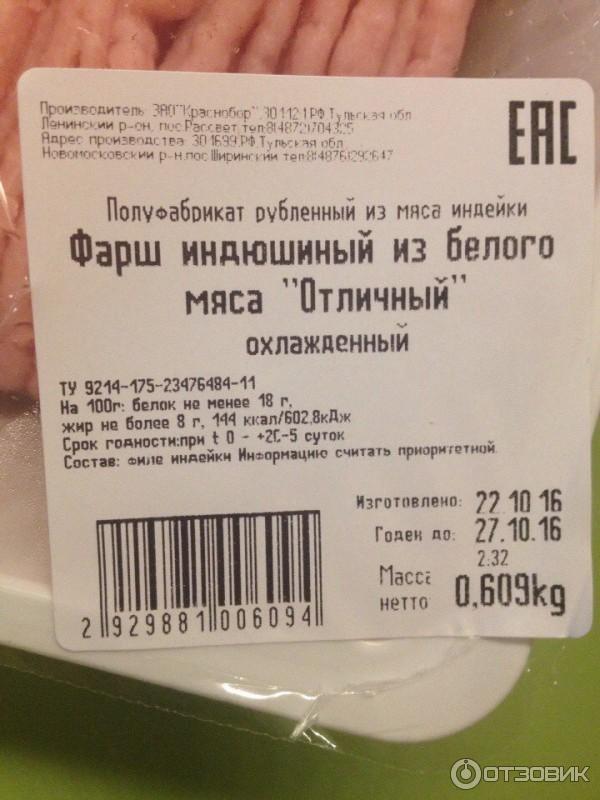 Производитель: ЗАО "Краснобор", 301121 РФ, Тульская обл.
Ленинский р-он, пос. Рассвет, тел 8(4872)704325
Адрес производства: 301699, РФ, Тульская обл.
Новомосковский р-н, пос. Ширинский тел 8(48762)92647
EAC
Полуфабрикат рубленный из мяса индейки
Фарш индюшиный из белого
мяса "Отличный"
охлажденный
ТУ 9214-175-23476484-11
На 100г: белок не менее 18 г,
жир не более 8 г, 144 ккал/602,8кДж
Срок годности:при t 0 - +2С-5 суток
Состав: филе индейки Информацию считать приоритетной.
Изготовлено: 22.10.16
Годен до: 27.10.16
2:32
Масса
нетто 0,609kg
2 929881 006094
ОТЗОВИК